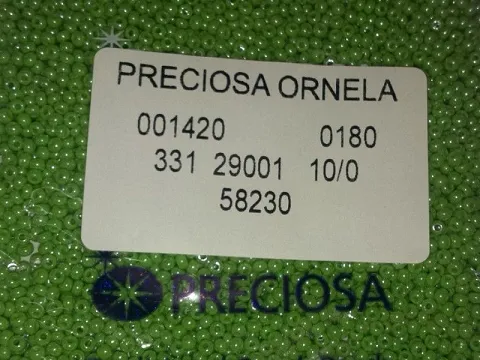 PRECIOSA ORNELA
001420 0180
331 29001 10/0
58230
PRECIOSA